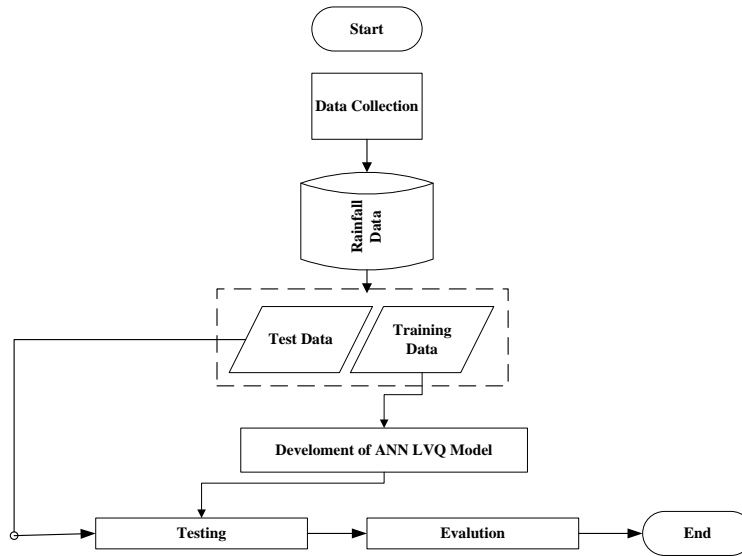 Start
Data Collection
Rainfall
Data
Test Data
Training
Data
Develoment of ANN LVQ Model
Testing
Evalution
End